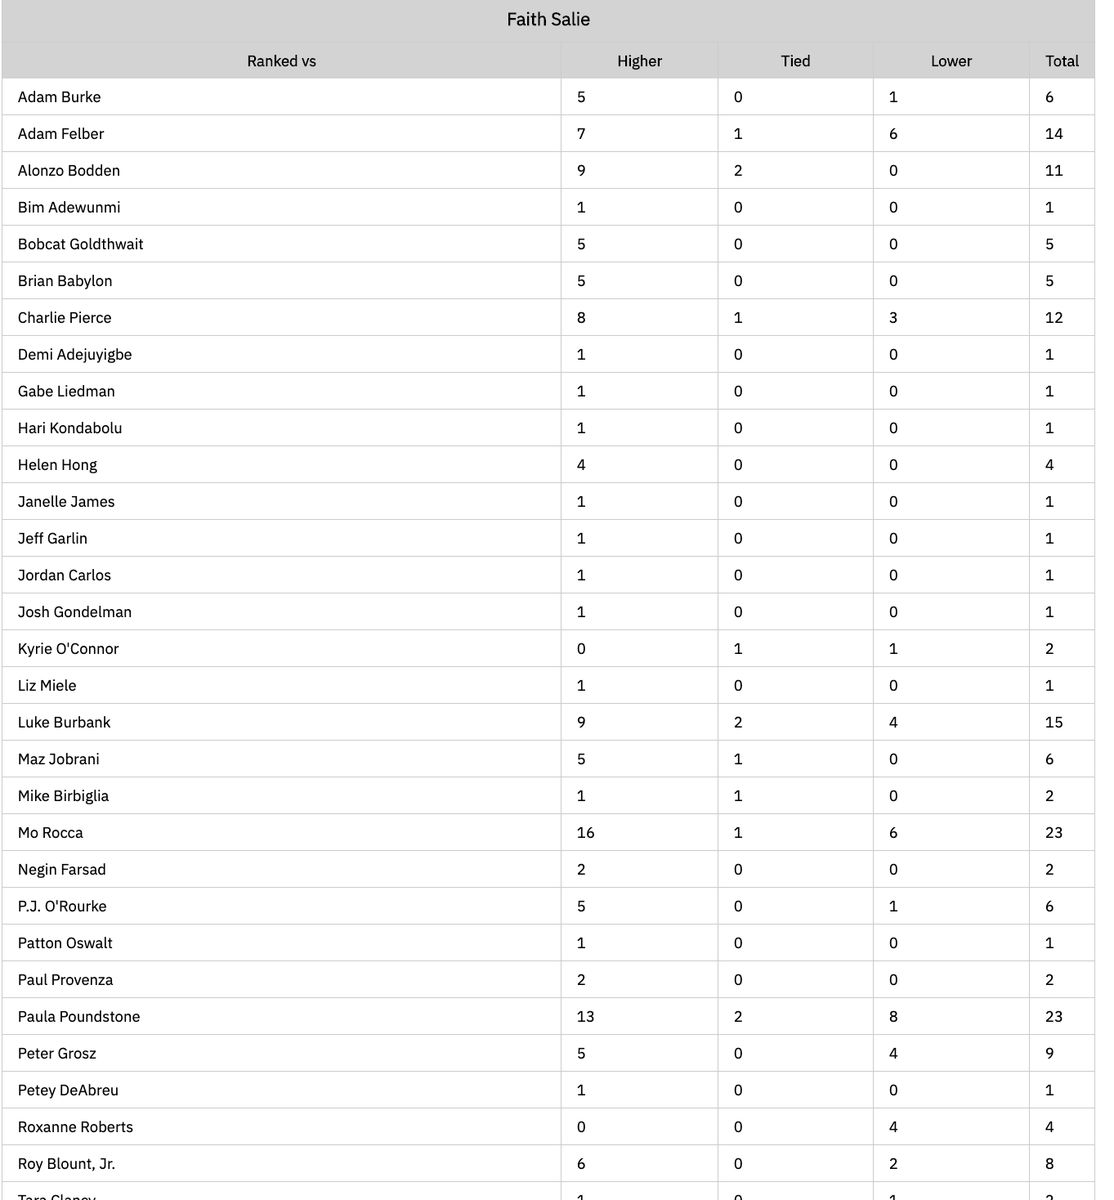 Faith Salie
Ranked vs Higher Tied Lower Total
Adam Burke 5 0 1 6
Adam Felber 7 1 6 14
Alonzo Bodden 9 2 0 11
Bim Adewunmi 1 0 0 1
Bobcat Goldthwait 5 0 0 5
Brian Babylon 5 0 0 5
Charlie Pierce 8 1 3 12
Demi Adejuyigbe 1 0 0 1
Gabe Liedman 1 0 0 1
Hari Kondabolu 1 0 0 1
Helen Hong 4 0 0 4
Janelle James 1 0 0 1
Jeff Garlin 1 0 0 1
Jordan Carlos 1 0 0 1
Josh Gondelman 1 0 0 1
Kyrie O'Connor 0 1 1 2
Liz Miele 1 0 0 1
Luke Burbank 9 2 4 15
Maz Jobrani 5 1 0 6
Mike Birbiglia 1 1 0 2
Mo Rocca 16 1 6 23
Negin Farsad 2 0 0 2
P.J. O'Rourke 5 0 1 6
Patton Oswalt 1 0 0 1
Paul Provenza 2 0 0 2
Paula Poundstone 13 2 8 23
Peter Grosz 5 0 4 9
Petey DeAbreu 1 0 0 1
Roxanne Roberts 0 0 4 4
Roy Blount, Jr. 6 0 2 8